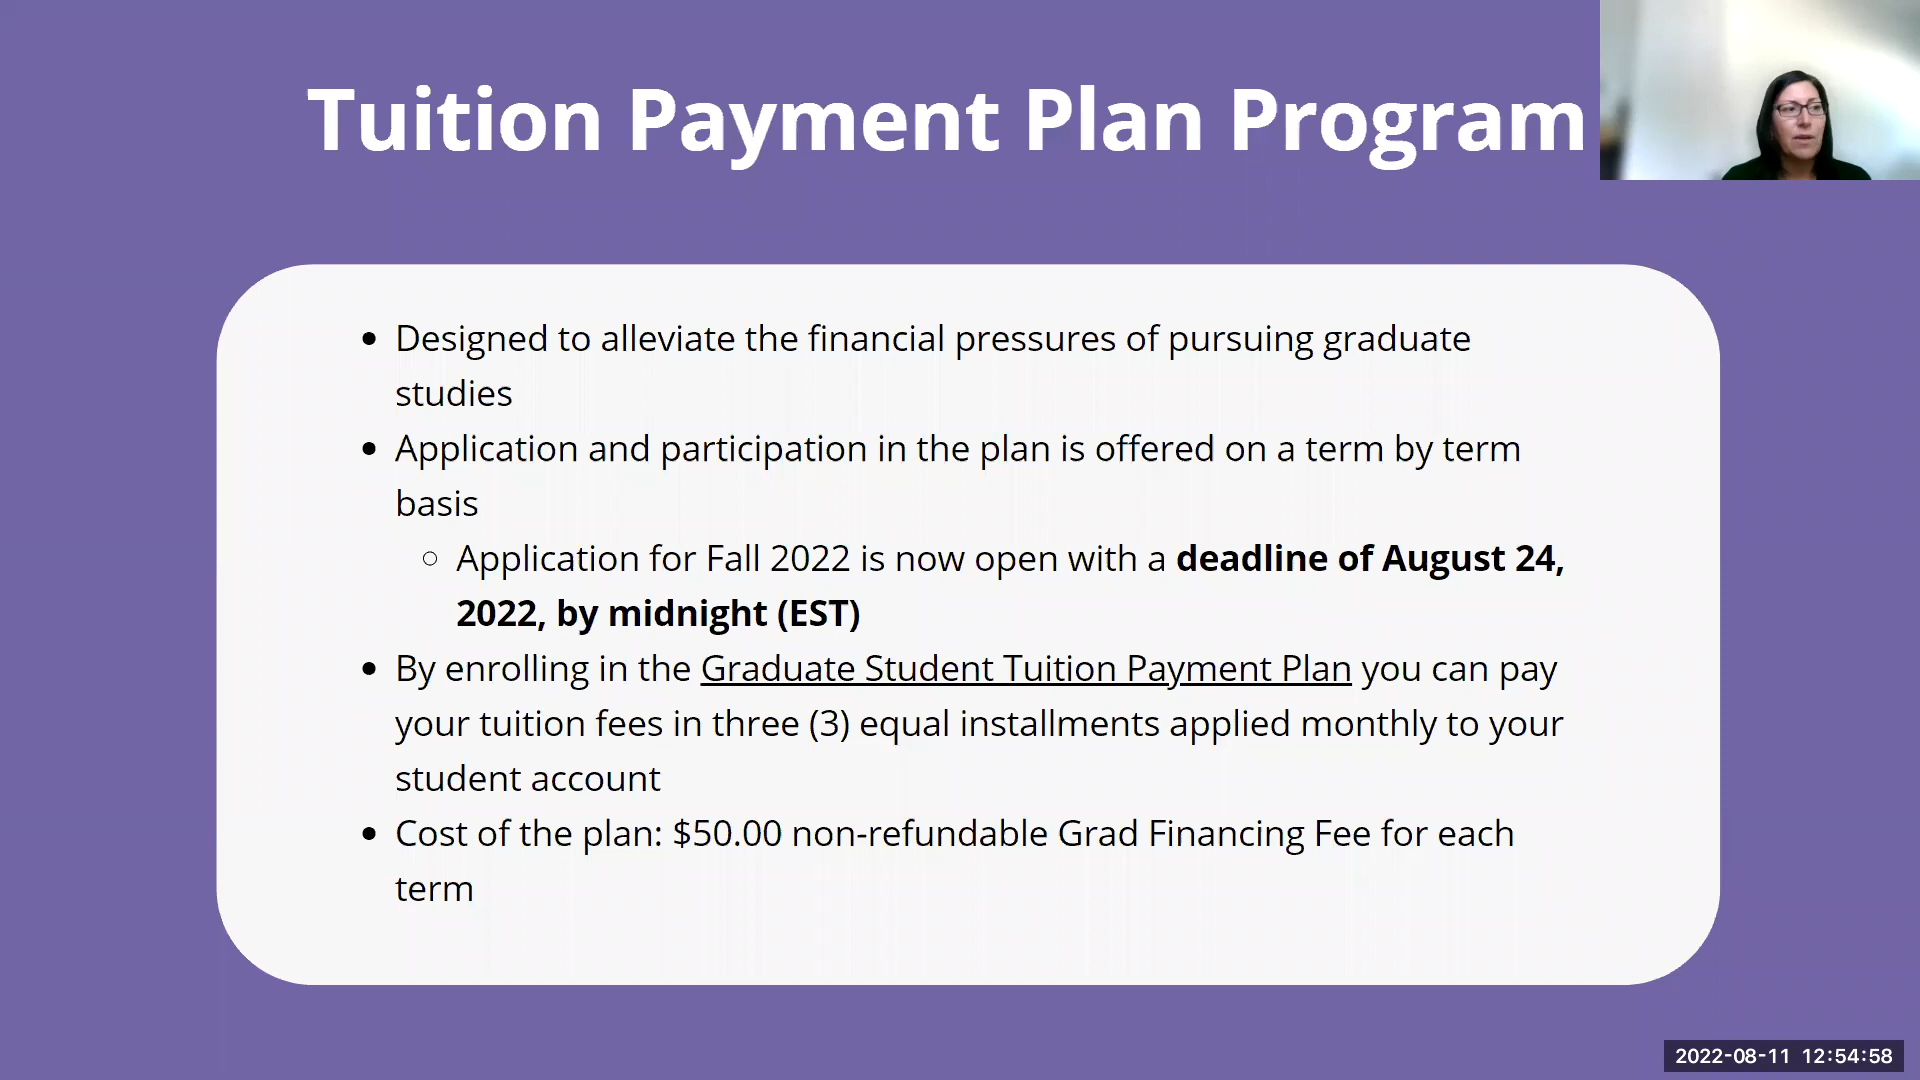 Tuition Payment Plan Program
• Designed to alleviate the financial pressures of pursuing graduate
studies
• Application and participation in the plan is offered on a term by term
basis
○ Application for Fall 2022 is now open with a deadline of August 24,
2022, by midnight (EST)
• By enrolling in the Graduate Student Tuition Payment Plan you can pay
your tuition fees in three (3) equal installments applied monthly to your
student account
• Cost of the plan: $50.00 non-refundable Grad Financing Fee for each
term
2022-08-11 12:54:58